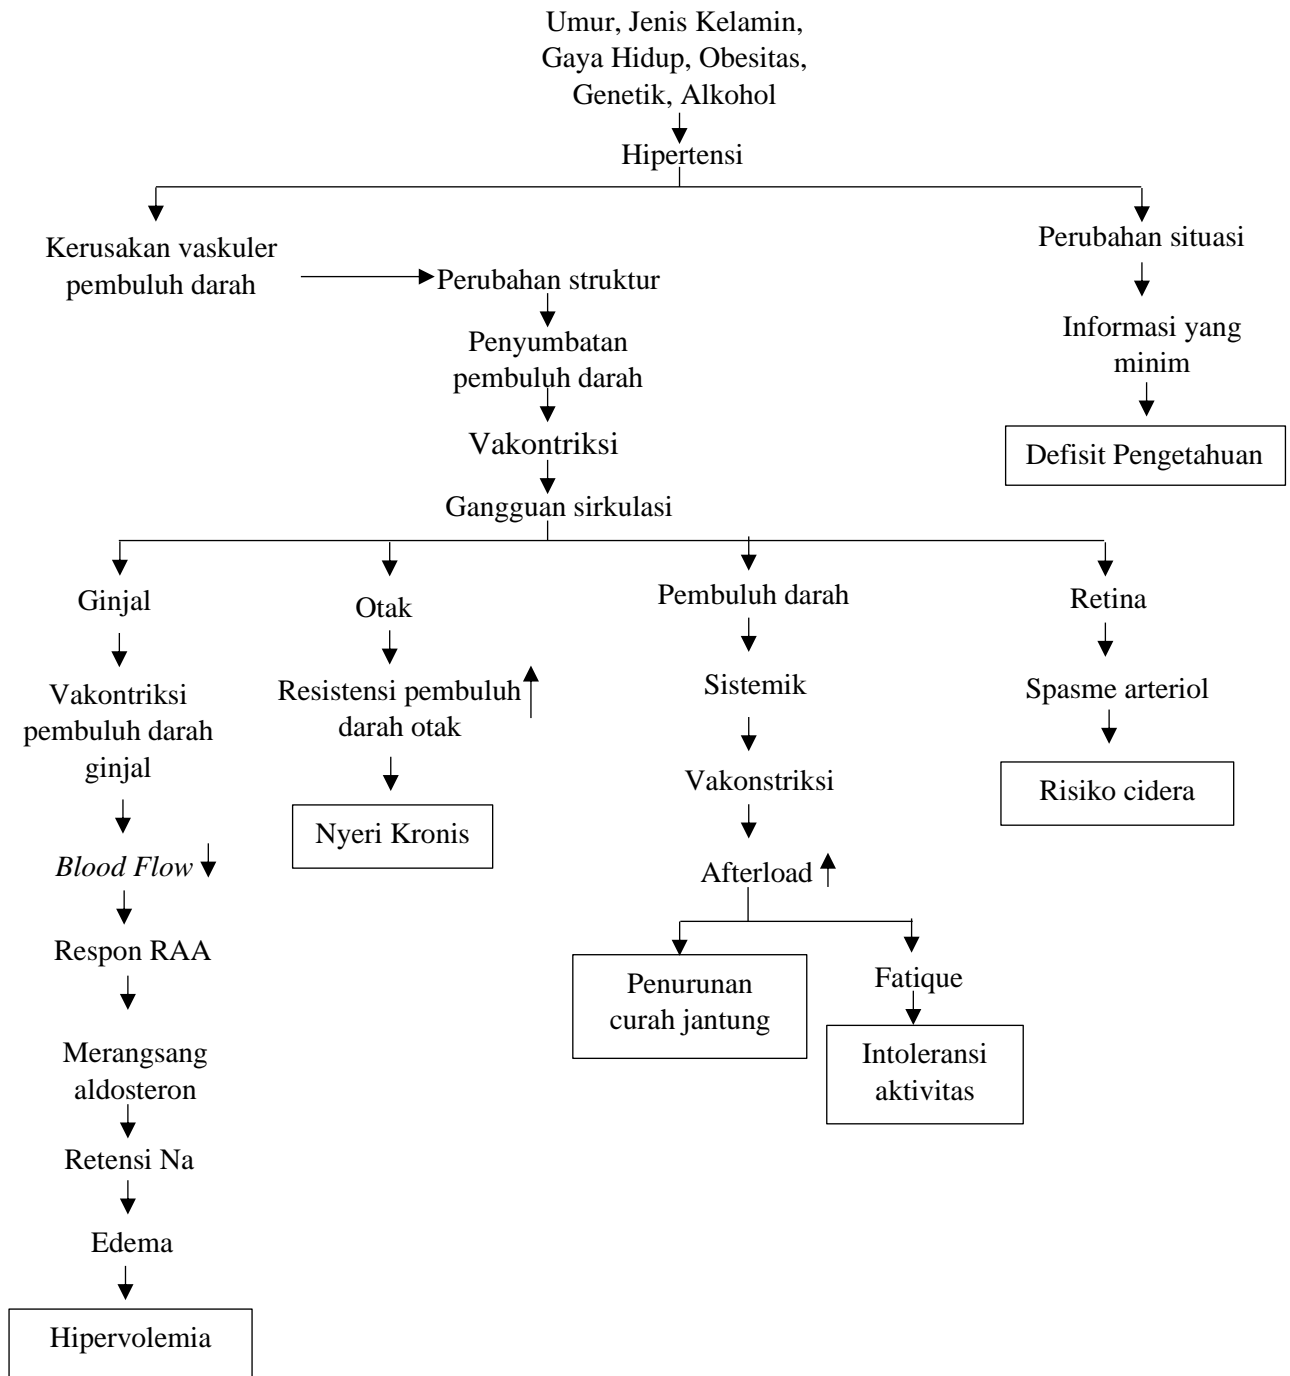 Umur, Jenis Kelamin,
Gaya Hidup, Obesitas,
Genetik, Alkohol
Hipertensi
Kerusakan vaskuler
pembuluh darah
Perubahan struktur
Penyumbatan
pembuluh darah
Vakontriksi
Gangguan sirkulasi
Perubahan situasi
Informasi yang
minim
Defisit Pengetahuan
Ginjal
Vakontriksi
pembuluh darah
ginjal
Blood Flow
Respon RAA
Merangsang
aldosteron
Retensi Na
Edema
Hipervolemia
Otak
Resistensi pembuluh
darah otak
Nyeri Kronis
Pembuluh darah
Sistemik
Vakonstriksi
Afterload
Penurunan
curah jantung
Fatique
Intoleransi
aktivitas
Retina
Spasme arteriol
Risiko cidera